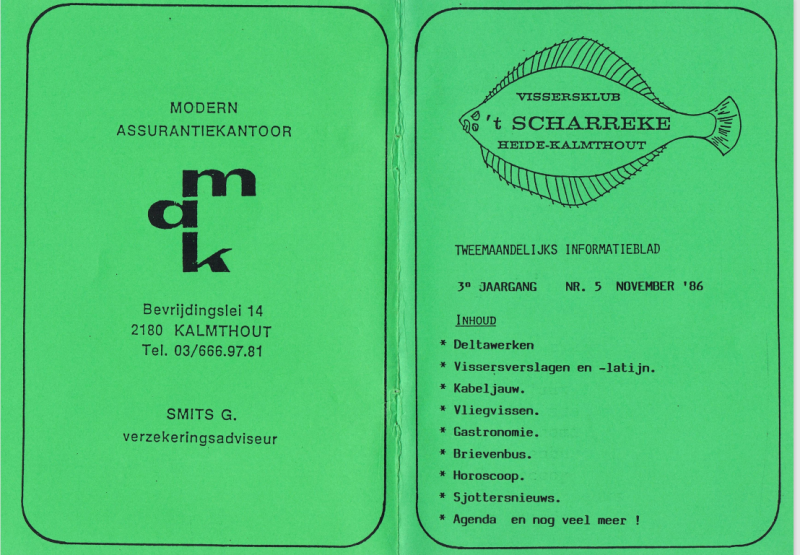 MODERN
ASSURANTIEKANTOOR
mak
Bevrijdingslei 14
2180 KALMTHOUT
Tel. 03/666.97.81
SMITS G.
verzekeringsadviseur
VISSERSKLUB
't SCHARREKE
HEIDE-KALMTHOUT
TWEEMAANDELIJKS INFORMATIEBLAD
3e JAARGANG NR. 5 NOVEMBER '86
INHOUD
* Deltawerken
* Vissersverslagen en -latijn.
* Kabeljauw.
* Vliegvissen.
* Gastronomie.
* Brievenbus.
* Horoscoop.
* Sjottersnieuws.
* Agenda en nog veel meer !